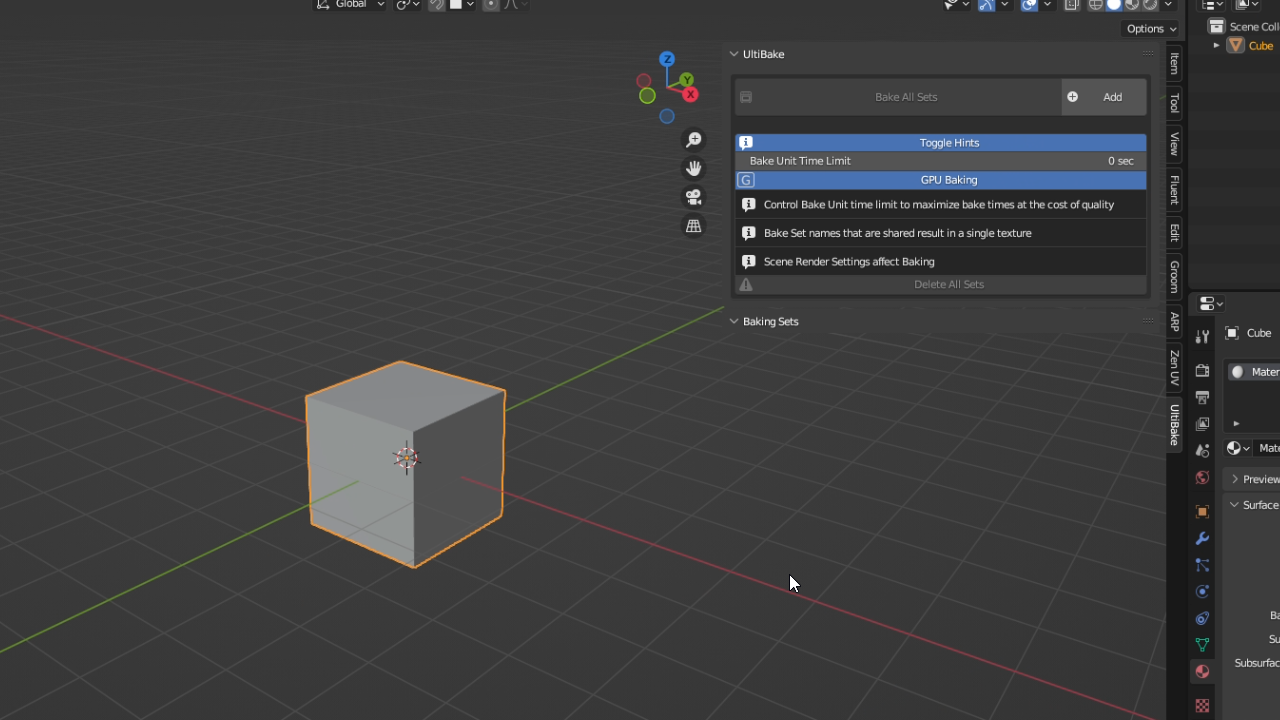 Global
Options
Scene Coll
Cube
UltiBake
Z
Y
X
Bake All Sets
Add
Toggle Hints
Bake Unit Time Limit 0 sec
G GPU Baking
Control Bake Unit time limit to maximize bake times at the cost of quality
Bake Set names that are shared result in a single texture
Scene Render Settings affect Baking
Delete All Sets
Baking Sets
Item
Tool
View
Fluent
Edit
Groom
ARP
Zen UV
UltiBake
Cube
Mater
Mate
Preview
Surface
Ba
Su
Subsurfac